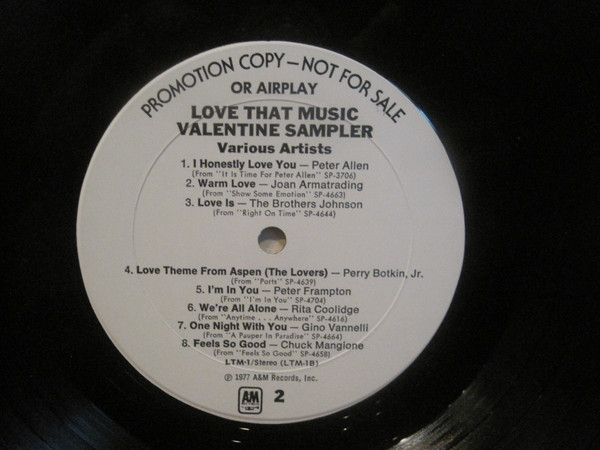 PROMOTION COPY—NOT FOR SALE
OR AIRPLAY
LOVE THAT MUSIC
VALENTINE SAMPLER
Various Artists
1. I Honestly Love You — Peter Allen
(From "It Is Time For Peter Allen" SP-3706)
2. Warm Love — Joan Armatrading
(From "Show Some Emotion" SP-4663)
3. Love Is — The Brothers Johnson
(From "Right On Time" SP-4644)
4. Love Theme From Aspen (The Lovers) — Perry Botkin, Jr.
(From "Ports" SP-4639)
5. I'm In You — Peter Frampton
(From "I'm In You" SP-4704)
6. We're All Alone — Rita Coolidge
(From "Anytime . . . Anywhere" SP-4616)
7. One Night With You — Gino Vannelli
(From "A Pauper In Paradise" SP-4664)
8. Feels So Good — Chuck Mangione
(From "Feels So Good" SP-4658)
LTM-1/Stereo (LTM-1B)
℗ 1977 A&M Records, Inc.
A&M 2